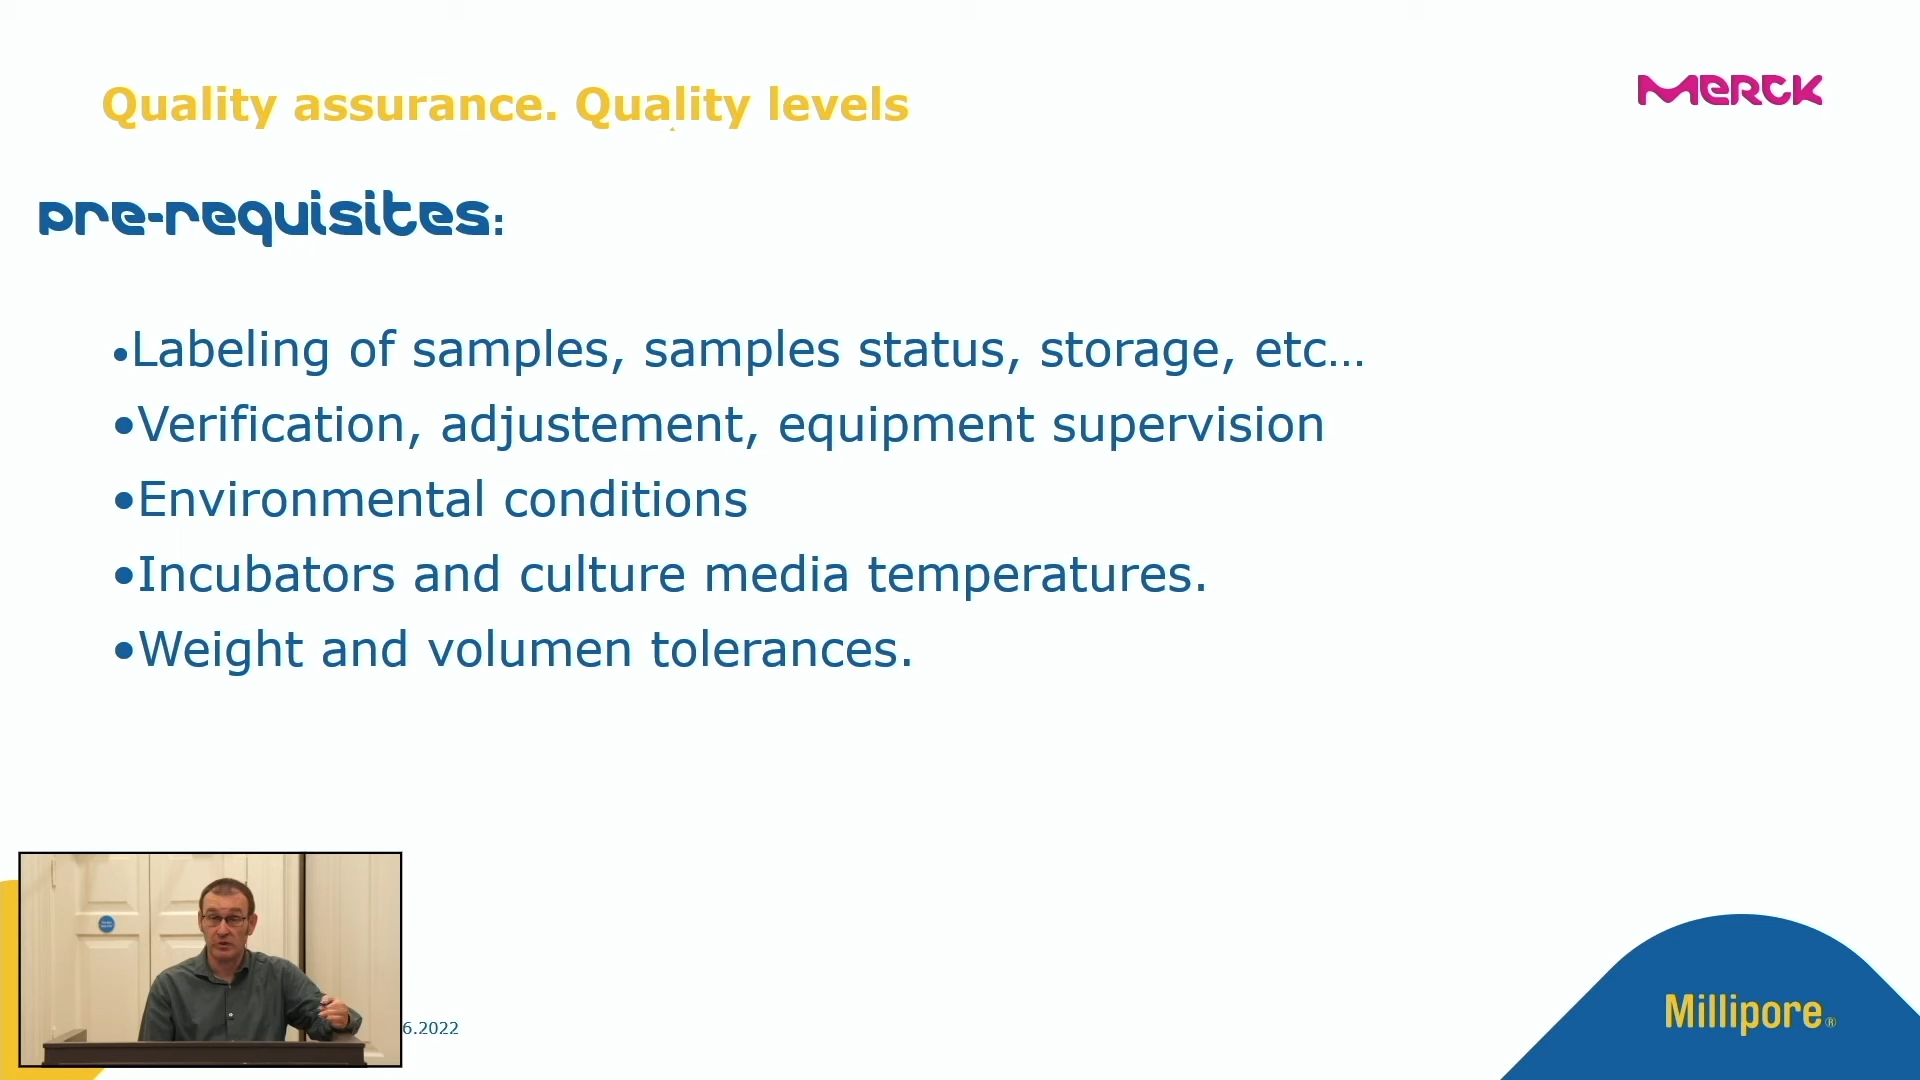 Quality assurance. Quality levels
MERCK
Pre-requisites:
•Labeling of samples, samples status, storage, etc…
•Verification, adjustement, equipment supervision
•Environmental conditions
•Incubators and culture media temperatures.
•Weight and volumen tolerances.
6.2022
Millipore®